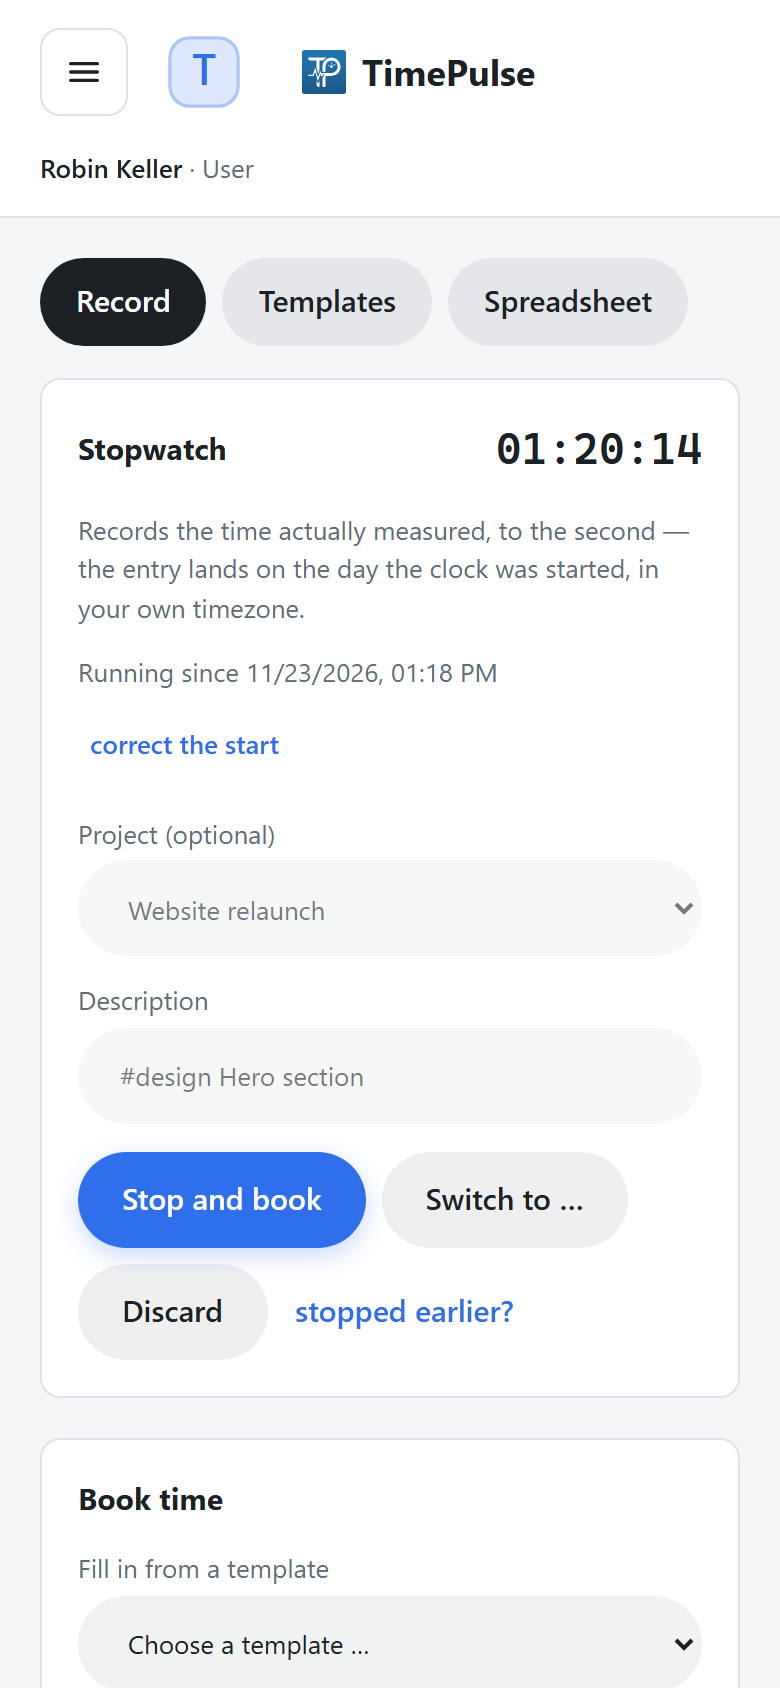 T
TP TimePulse
Robin Keller · User
Record Templates Spreadsheet
Stopwatch 01:20:14
Records the time actually measured, to the second —
the entry lands on the day the clock was started, in
your own timezone.
Running since 11/23/2026, 01:18 PM
correct the start
Project (optional)
Website relaunch
Description
#design Hero section
Stop and book Switch to ...
Discard stopped earlier?
Book time
Fill in from a template
Choose a template ...